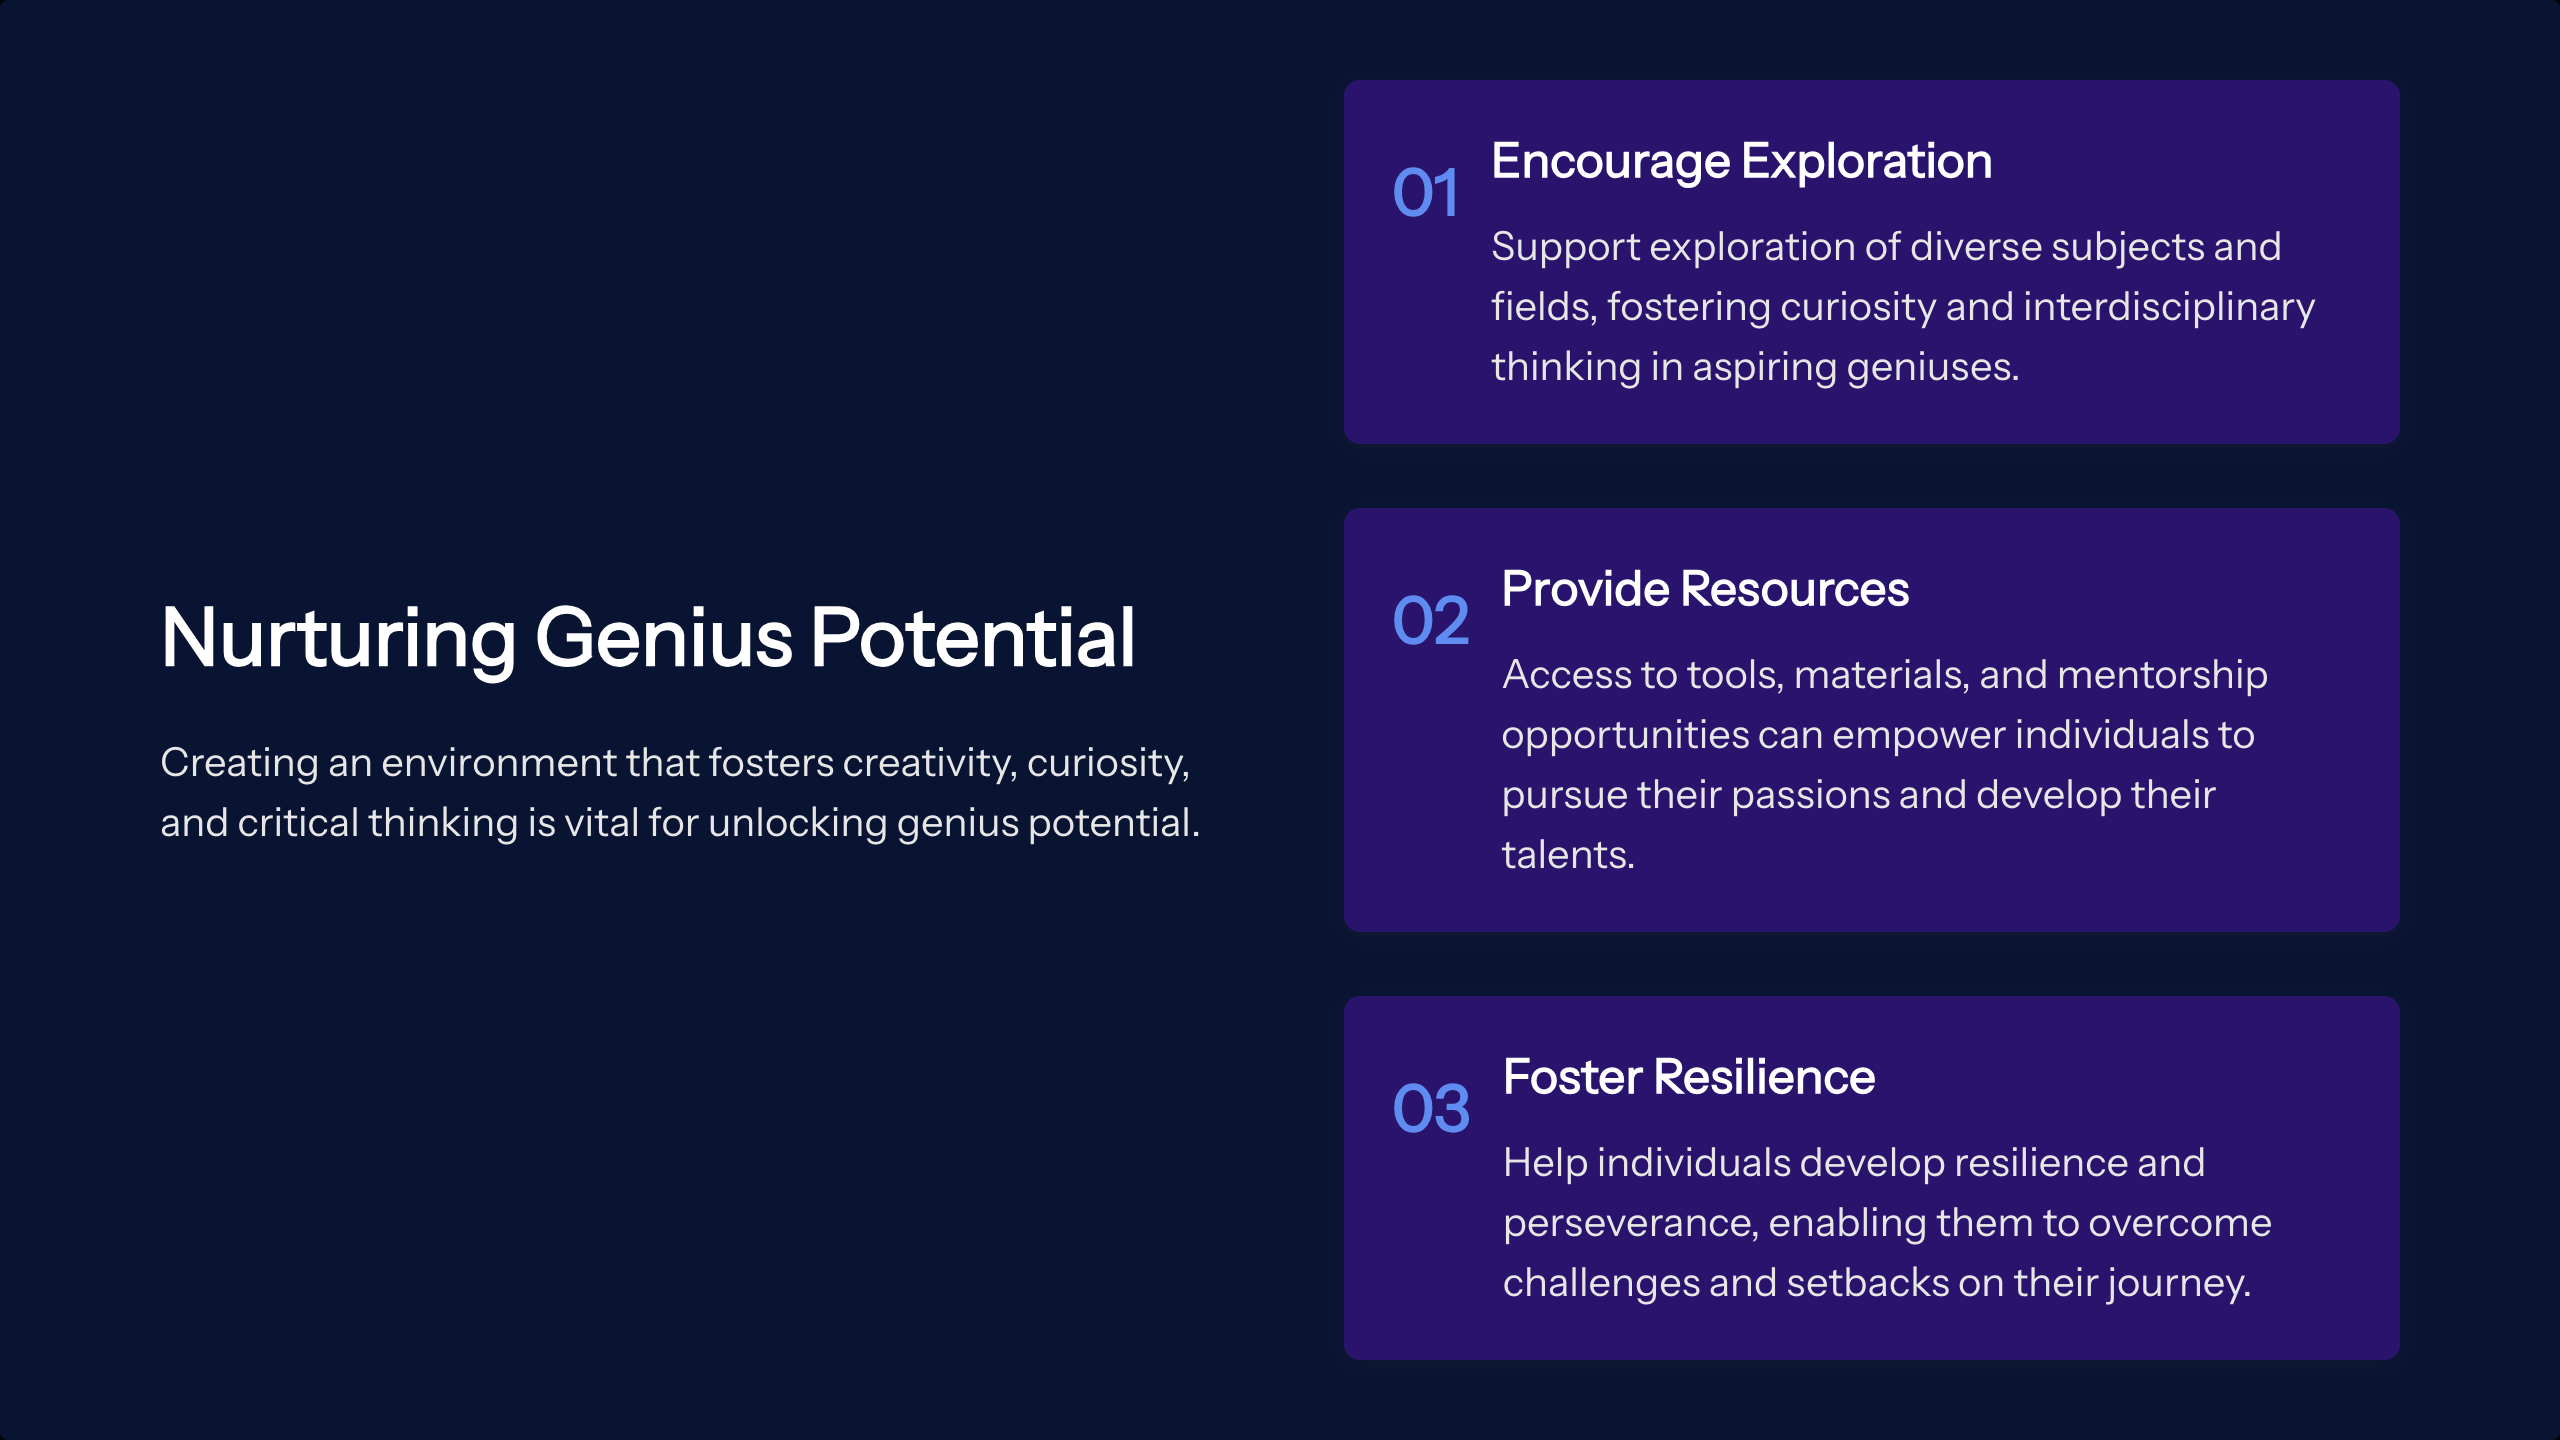 Nurturing Genius Potential
Creating an environment that fosters creativity, curiosity,
and critical thinking is vital for unlocking genius potential.
01
Encourage Exploration
Support exploration of diverse subjects and
fields, fostering curiosity and interdisciplinary
thinking in aspiring geniuses.
02
Provide Resources
Access to tools, materials, and mentorship
opportunities can empower individuals to
pursue their passions and develop their
talents.
03
Foster Resilience
Help individuals develop resilience and
perseverance, enabling them to overcome
challenges and setbacks on their journey.